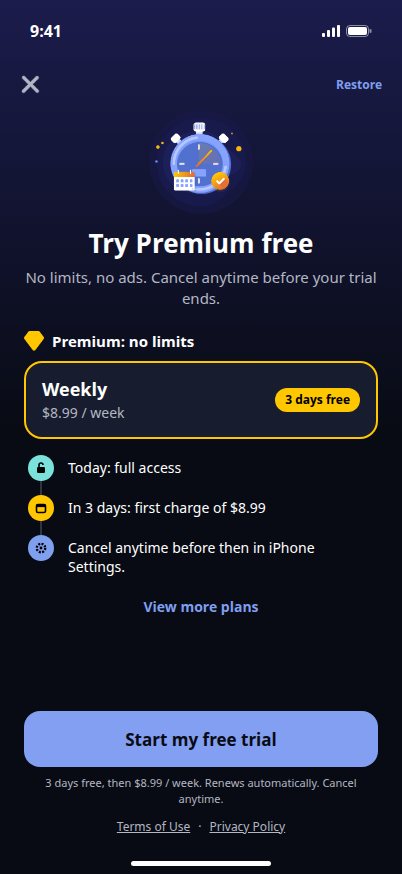 9:41
Restore
Try Premium free
No limits, no ads. Cancel anytime before your trial
ends.
Premium: no limits
Weekly
$8.99 / week
3 days free
Today: full access
In 3 days: first charge of $8.99
Cancel anytime before then in iPhone
Settings.
View more plans
Start my free trial
3 days free, then $8.99 / week. Renews automatically. Cancel
anytime.
Terms of Use · Privacy Policy